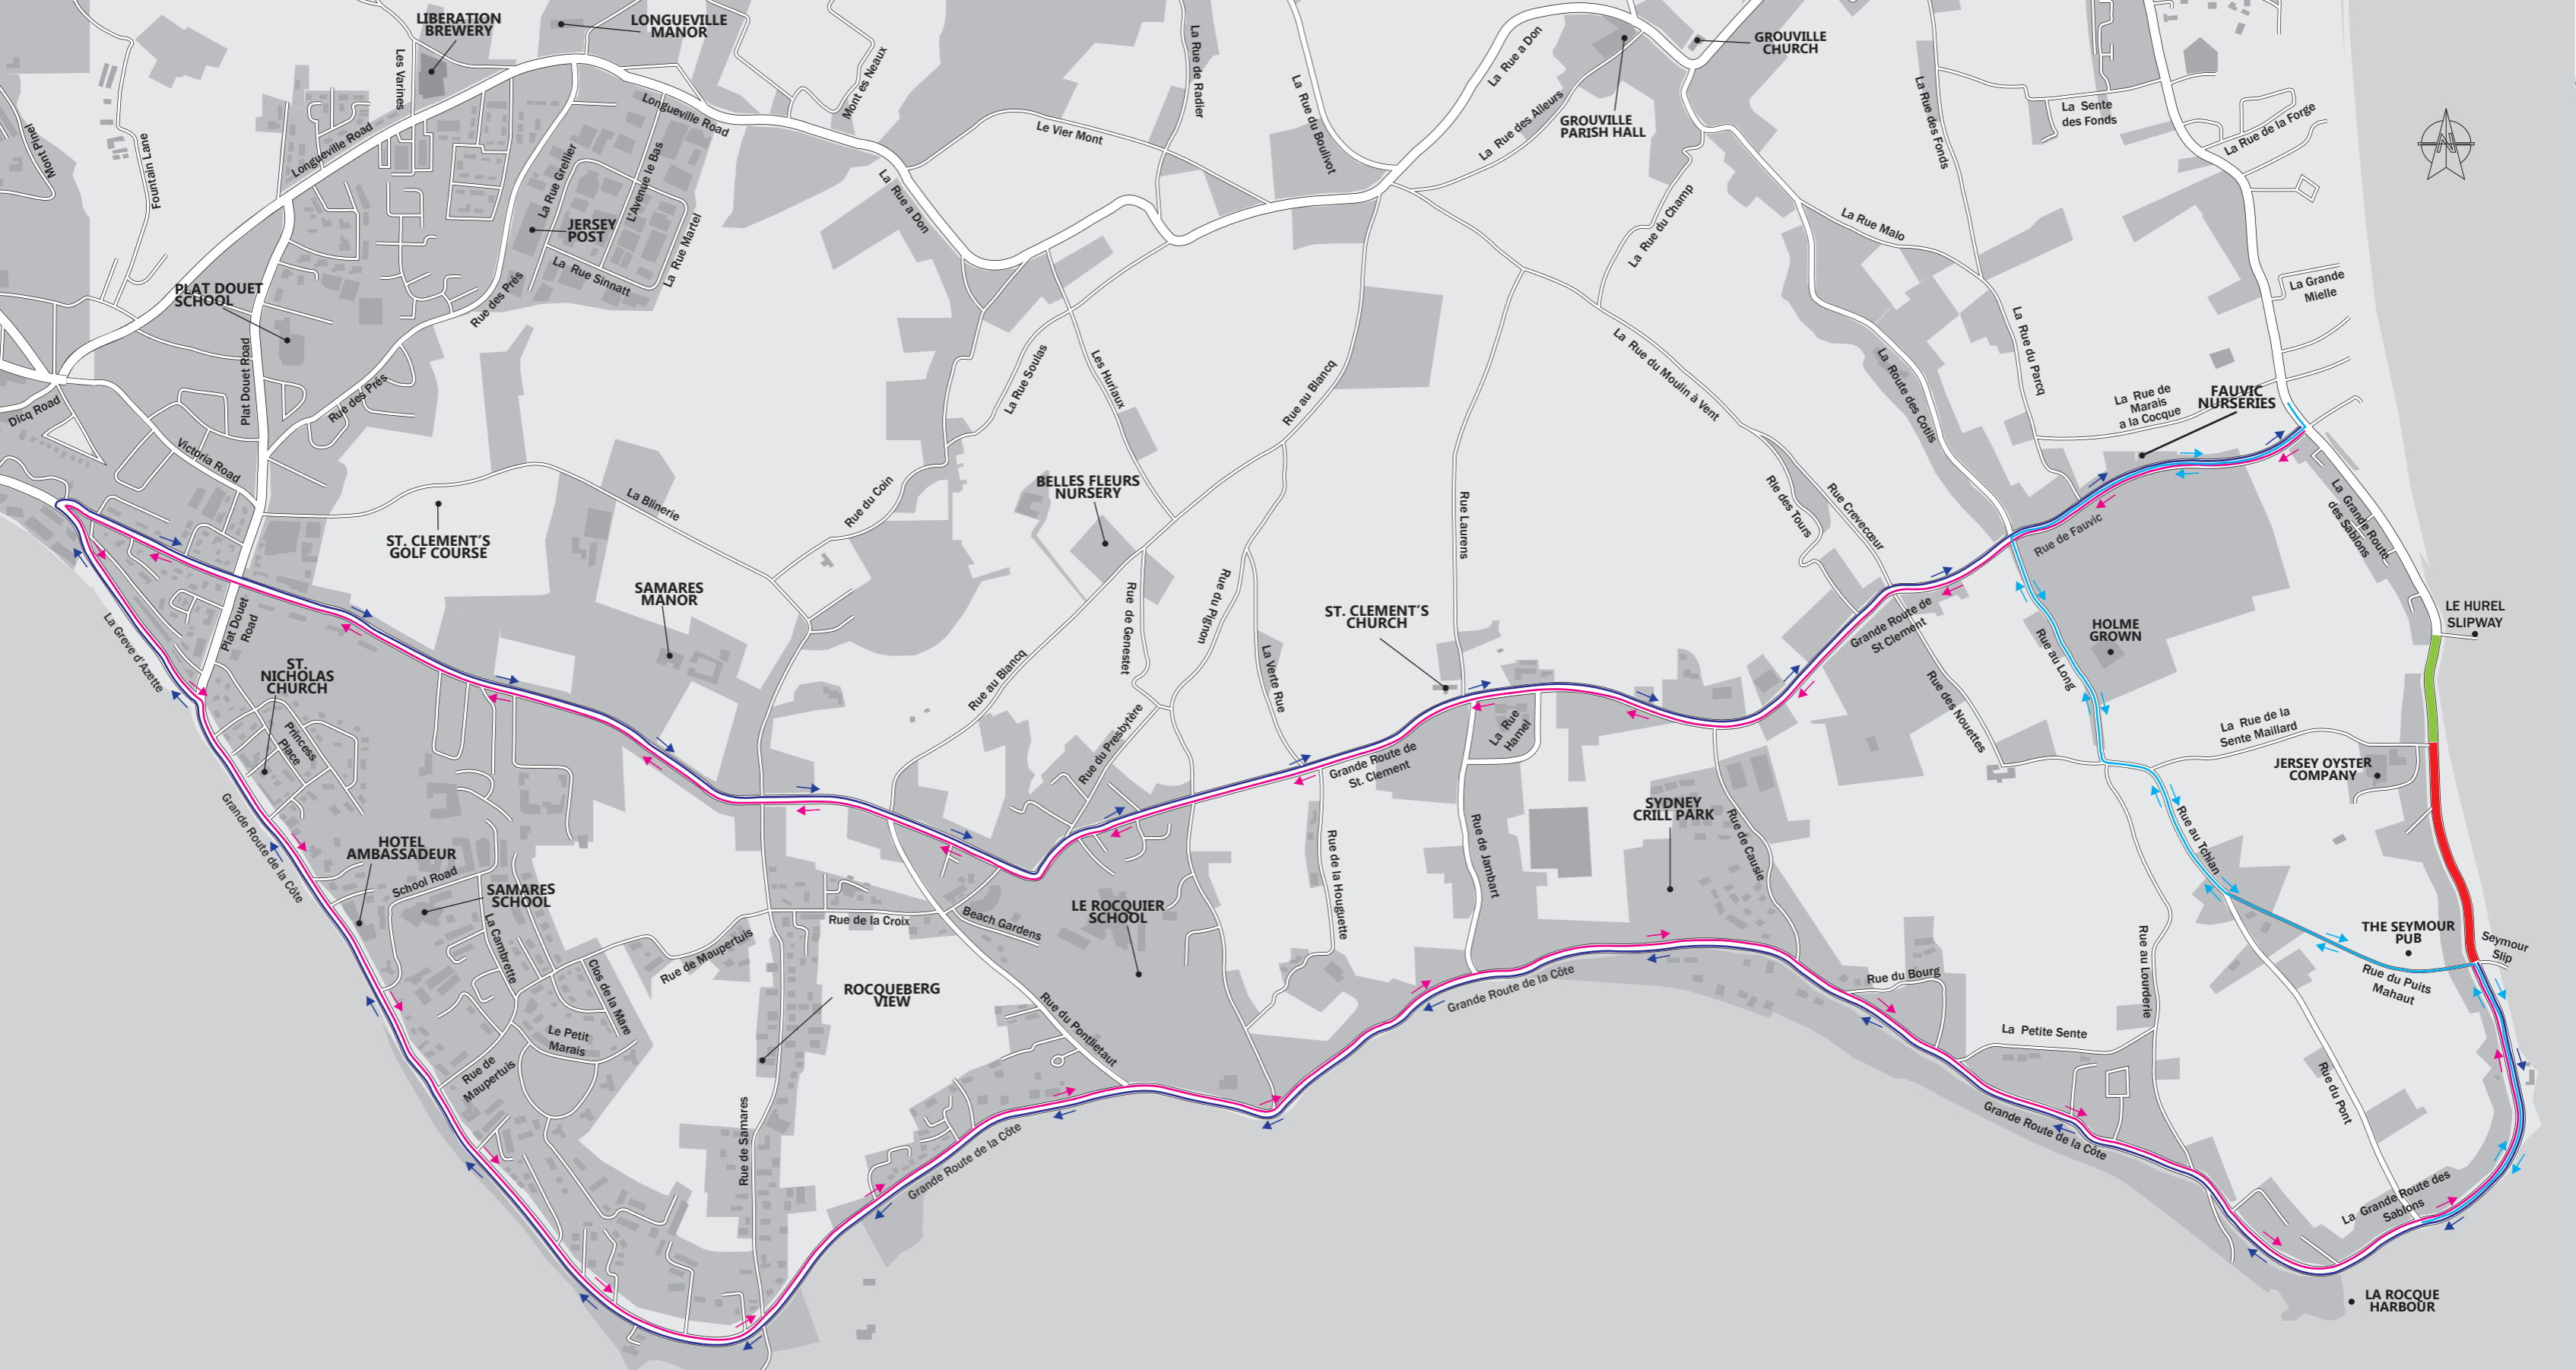 LIBERATION
BREWERY
LONGUEVILLE
MANOR
GROUVILLE
CHURCH
Les Varines
Mont es Neaux
La Rue de Radier
La Rue a Don
La Rue du Boulivot
La Rue des Alleurs
GROUVILLE
PARISH HALL
La Rue des Fonds
La Sente
des Fonds
La Rue de la Forge
N
Mont Pinel
Fountain Lane
Longueville Road
Longueville Road
Le Vier Mont
La Rue Grellier
L'Avenue le Bas
La Rue Martel
JERSEY
POST
La Rue Sinnatt
La Rue a Don
La Rue du Champ
La Rue Malo
La Grande
Mielle
PLAT DOUET
SCHOOL
Rue des Prés
Plat Douet Road
Rue des Prés
Dicq Road
Victoria Road
La Rue Soulas
Les Huriaux
Rue au Blancq
La Rue du Moulin à Vent
La Route des Cotils
La Rue du Parcq
La Rue de
Marais
a la Cocque
FAUVIC
NURSERIES
La Blinerie
Rue du Coin
BELLES FLEURS
NURSERY
Rue Laurens
Rle des Tours
Rue Crevecœur
Rue de Fauvic
La Grande Route
des Sablons
ST. CLEMENT'S
GOLF COURSE
SAMARES
MANOR
Rue de Genestet
Rue du Pignon
ST. CLEMENT'S
CHURCH
Grande Route de
St Clement
HOLME
GROWN
LE HUREL
SLIPWAY
La Greve d'Azette
Plat Douet
Road
ST.
NICHOLAS
CHURCH
Princess
Place
Rue au Blancq
La Verte Rue
Rue du Presbytère
La Rue
Hamel
Grande Route de
St. Clement
Rue des Nouettes
Rue au Long
La Rue de la
Sente Maillard
JERSEY OYSTER
COMPANY
Grande Route de la Côte
HOTEL
AMBASSADEUR
School Road
SAMARES
SCHOOL
La Cambrette
Rue de la Croix
Beach Gardens
LE ROCQUIER
SCHOOL
Rue de la Houguette
Rue de Jambart
SYDNEY
CRILL PARK
Rue de Causie
Rue au Tchian
THE SEYMOUR
PUB
Seymour
Slip
Rue du Puits
Mahaut
Rue de Maupertuis
Clos de la Mare
Le Petit
Marais
Rue de
Maupertuis
ROCQUEBERG
VIEW
Rue du Pontlietaut
Grande Route de la Côte
Rue du Bourg
La Petite Sente
Rue au Lourderie
Rue du Pont
Rue de Samares
Grande Route de la Côte
Grande Route de la Côte
La Grande Route des
Sablons
LA ROCQUE
HARBOUR